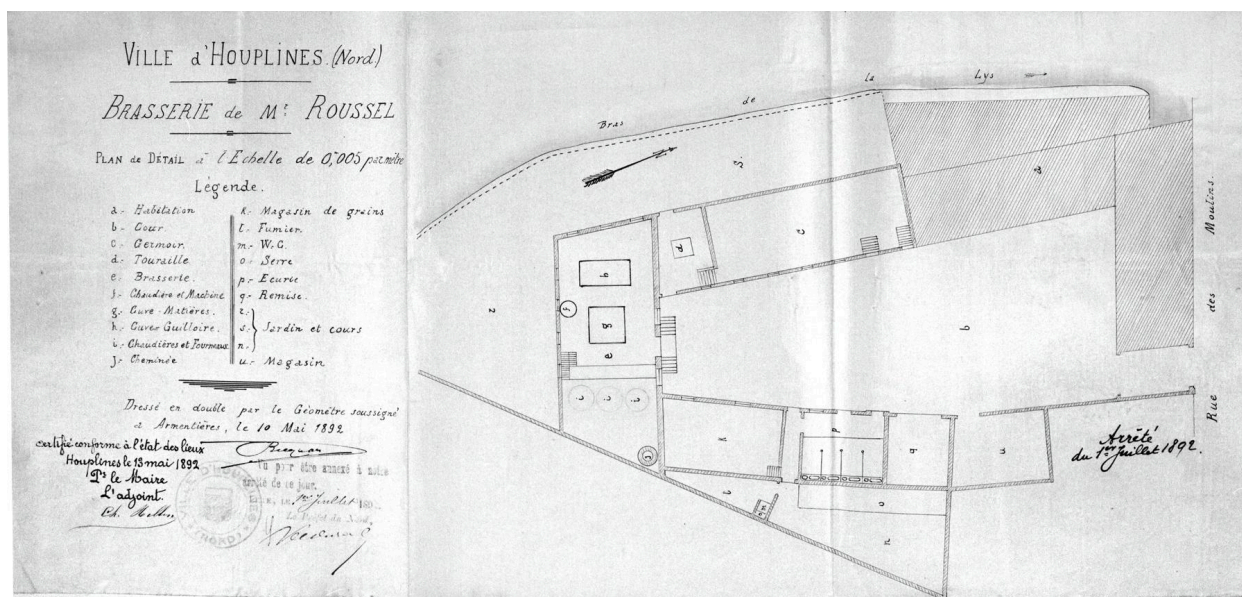 VILLE d'HOUPLINES.(Nord.)
BRASSERIE de Mr. ROUSSEL
PLAN de DÉTAIL à l'Echelle de 0,m005 par mètre
Légende.
a.- Habitation
b.- Cour.
c.- Germoir.
d.- Touraille
e.- Brasserie.
f.- Chaudière et Machine
g.- Cuve-Matières.
h.- Cuve Guilloire.
i.- Chaudières et Fourneaux.
j.- Cheminée
k.- Magasin de grains
l.- Fumier.
m.- W.C.
o.- Serre
p.- Ecurie
q.- Remise.
r.-
s.- Jardin et cours
n.-
u.- Magasin
Dressé en double par le Géomètre soussigné
à Armentières, le 10 Mai 1892
certifié conforme à l'état des lieux
Houplines le 13 mai 1892
Pr le Maire
L'adjoint.
Vu pour être annexé à notre
arrêté de ce jour.
1er Juillet 189
Le Préfet du Nord,
VILLE D'HOUPLINES
(NORD)
Bras de la Lys
Rue des Moulins.
Arrêté
du 1er Juillet 1892.